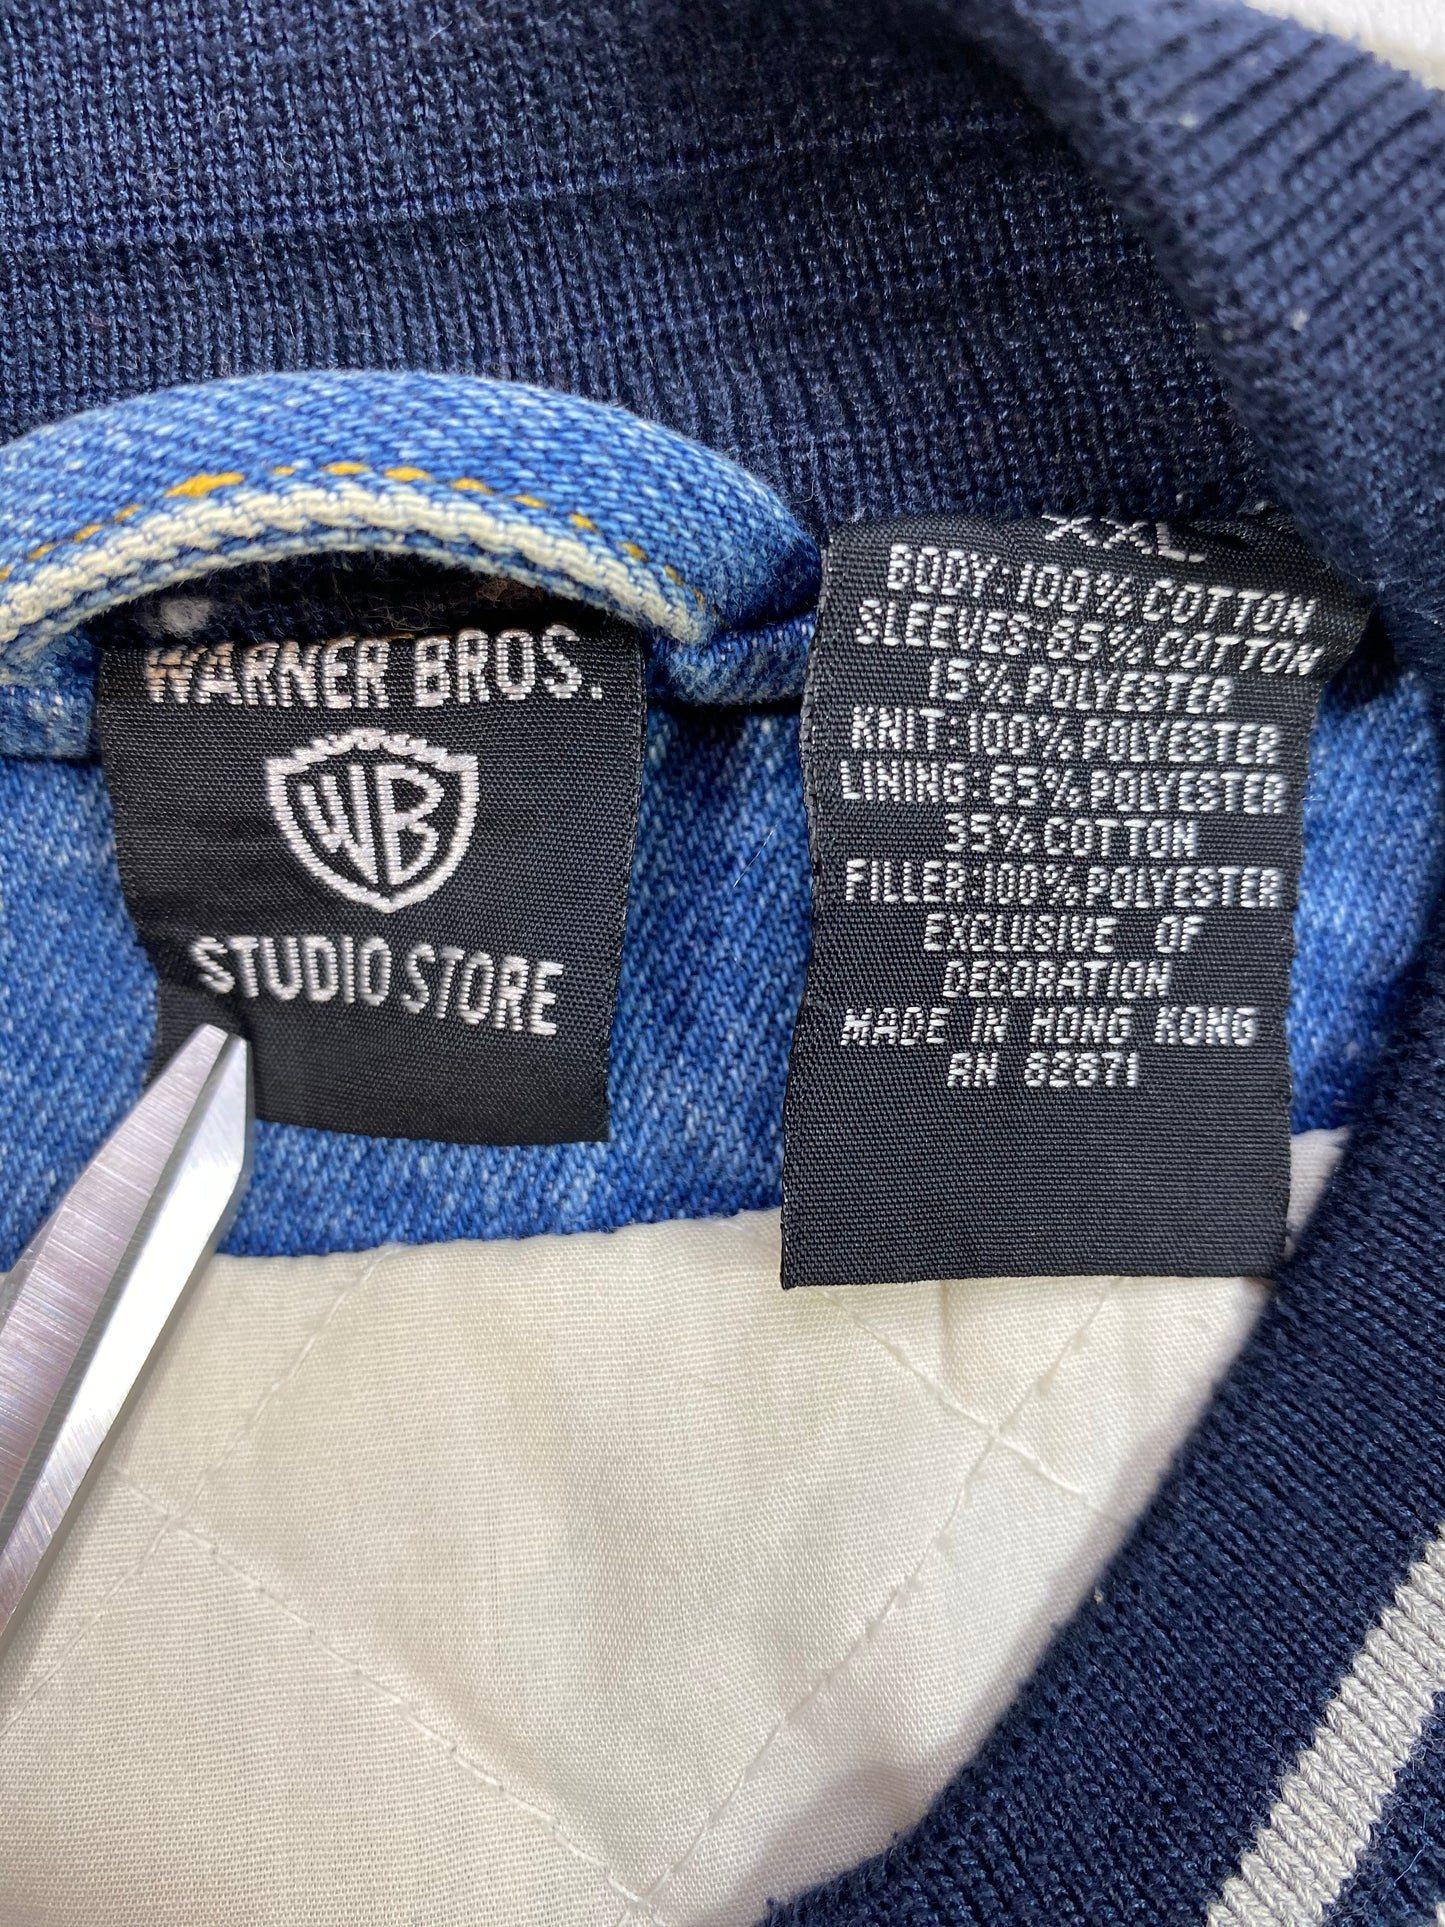 WARNER BROS.
WB
STUDIO STORE
XXL
BODY:100% COTTON
SLEEVES:85% COTTON
15% POLYESTER
KNIT:100% POLYESTER
LINING:65% POLYESTER
35% COTTON
FILLER:100% POLYESTER
EXCLUSIVE OF
DECORATION
MADE IN HONG KONG
AN 82871